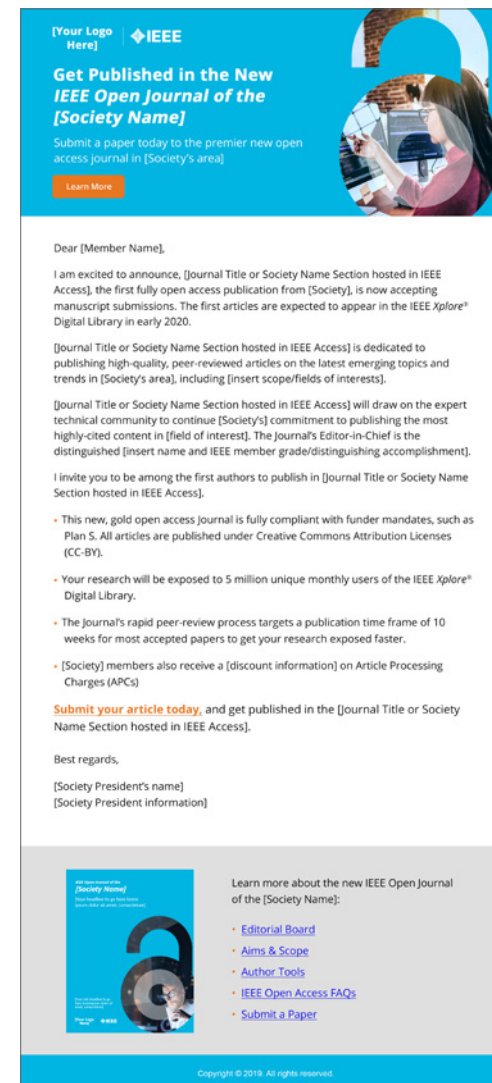 [Your Logo
Here]
IEEE
Get Published in the New
IEEE Open Journal of the
[Society Name]
Submit a paper today to the premier new open
access journal in [Society's area]
Learn More
Dear [Member Name],
I am excited to announce, [Journal Title or Society Name Section hosted in IEEE
Access], the first fully open access publication from [Society], is now accepting
manuscript submissions. The first articles are expected to appear in the IEEE Xplore®
Digital Library in early 2020.
[Journal Title or Society Name Section hosted in IEEE Access] is dedicated to
publishing high-quality, peer-reviewed articles on the latest emerging topics and
trends in [Society's area], including [insert scope/fields of interests].
[Journal Title or Society Name Section hosted in IEEE Access] will draw on the expert
technical community to continue [Society's] commitment to publishing the most
highly-cited content in [field of interest]. The Journal's Editor-in-Chief is the
distinguished [insert name and IEEE member grade/distinguishing accomplishment].
I invite you to be among the first authors to publish in [Journal Title or Society Name
Section hosted in IEEE Access].
• This new, gold open access Journal is fully compliant with funder mandates, such as
Plan S. All articles are published under Creative Commons Attribution Licenses
(CC-BY).
• Your research will be exposed to 5 million unique monthly users of the IEEE Xplore®
Digital Library.
• The Journal's rapid peer-review process targets a publication time frame of 10
weeks for most accepted papers to get your research exposed faster.
• [Society] members also receive a [discount information] on Article Processing
Charges (APCs)
Submit your article today, and get published in the [Journal Title or Society
Name Section hosted in IEEE Access].
Best regards,
[Society President's name]
[Society President information]
IEEE Open Journal of the
[Society Name]
[Your Logo
Here]
IEEE
Learn more about the new IEEE Open Journal
of the [Society Name]:
• Editorial Board
• Aims & Scope
• Author Tools
• IEEE Open Access FAQs
• Submit a Paper
Copyright © 2019. All rights reserved.